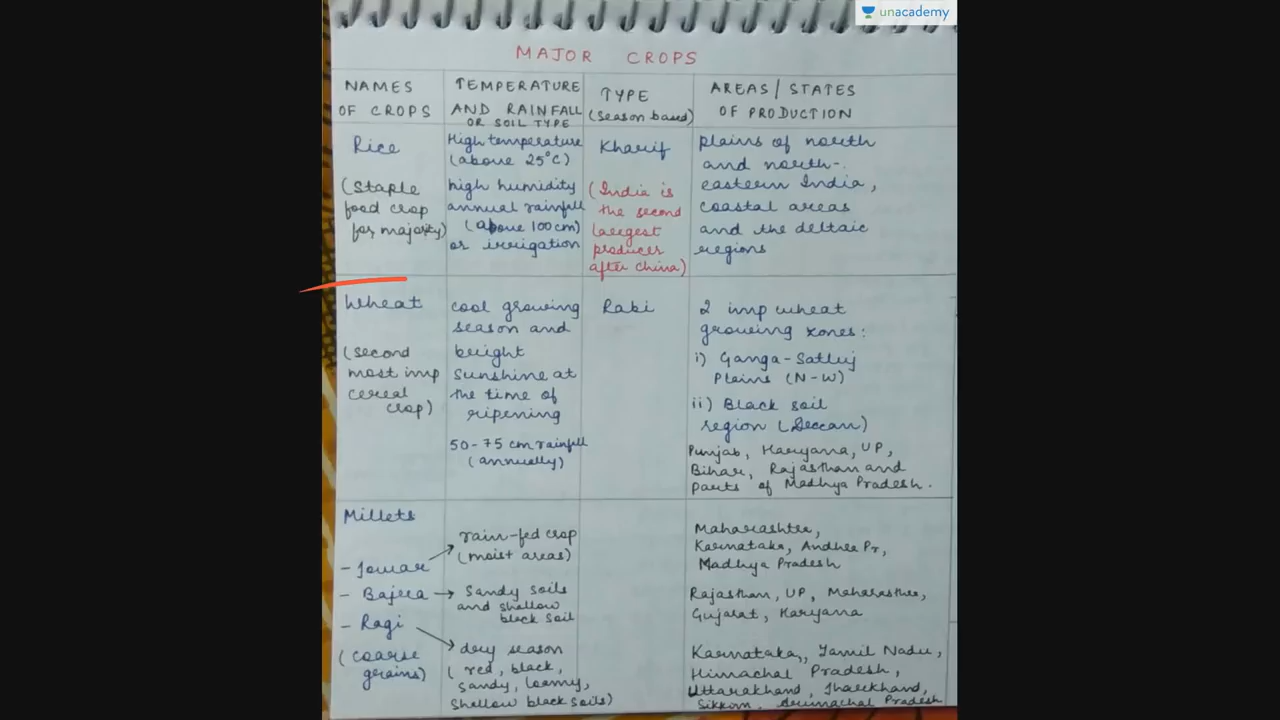 unacademy
MAJOR CROPS
NAMES
OF CROPS
TEMPERATURE
AND RAINFALL
OR SOIL TYPE
TYPE
(season based)
AREAS/STATES
OF PRODUCTION
Rice
(staple
food crop
for majority)
High temperature
(above 25°C)
high humidity
annual rainfall
(above 100cm)
or irrigation
Kharif
(India is
the second
largest
producer
after China)
plains of north
and north-
eastern India,
coastal areas
and the deltaic
regions
Wheat
(second
most imp
cereal
crop)
cool growing
season and
bright
sunshine at
the time of
ripening
50-75 cm rainfall
(annually)
Rabi
2 imp wheat
growing zones:
i) Ganga-Satluj
Plains (N-W)
ii) Black soil
region (Deccan)
Punjab, Haryana, UP,
Bihar, Rajasthan and
parts of Madhya Pradesh.
Millets
- Jowar
- Bajra
- Ragi
(coarse
grains)
rain-fed crop
(moist areas)
Sandy soils
and shallow
black soil
dry season
(red, black,
sandy, loamy,
shallow black soils)
Maharashtra,
Karnataka, Andhra Pr,
Madhya Pradesh
Rajasthan, UP, Maharasthra,
Gujarat, Haryana
Karnataka, Tamil Nadu,
Himachal Pradesh,
Uttarakhand, Jharkhand,
Sikkom, Arunachal Pradesh